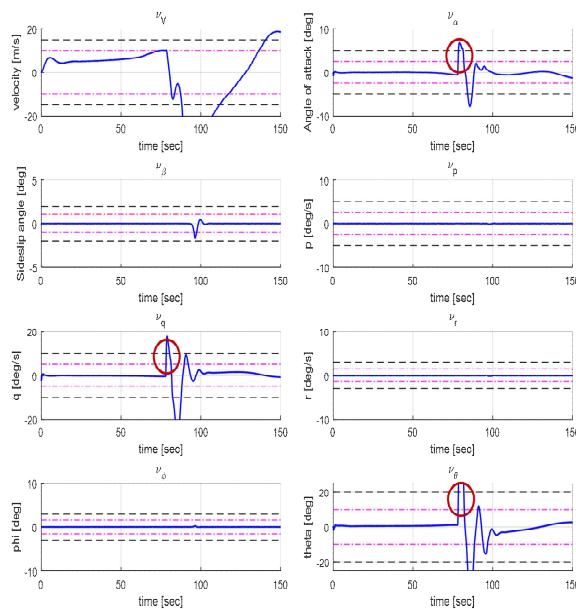 ν_V
20
10
0
-10
-20
velocity [m/s]
0
50
100
150
time [sec]
ν_α
10
5
0
-5
-10
Angle of attack [deg]
0
50
100
150
time [sec]
ν_β
5
0
-5
Sideslip angle [deg]
0
50
100
150
time [sec]
ν_p
10
0
-10
p [deg/s]
0
50
100
150
time [sec]
ν_q
20
0
-20
q [deg/s]
0
50
100
150
time [sec]
ν_r
10
0
-10
r [deg/s]
0
50
100
150
time [sec]
ν_φ
10
0
-10
phi [deg]
0
50
100
150
time [sec]
ν_θ
20
0
-20
theta [deg]
0
50
100
150
time [sec]